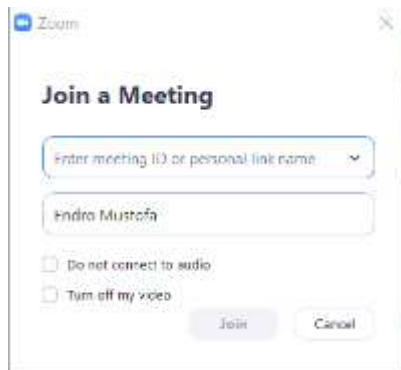 Zoom
Join a Meeting
Enter meeting ID or personal link name
Endro Mustofa
Do not connect to audio
Turn off my video
Join Cancel